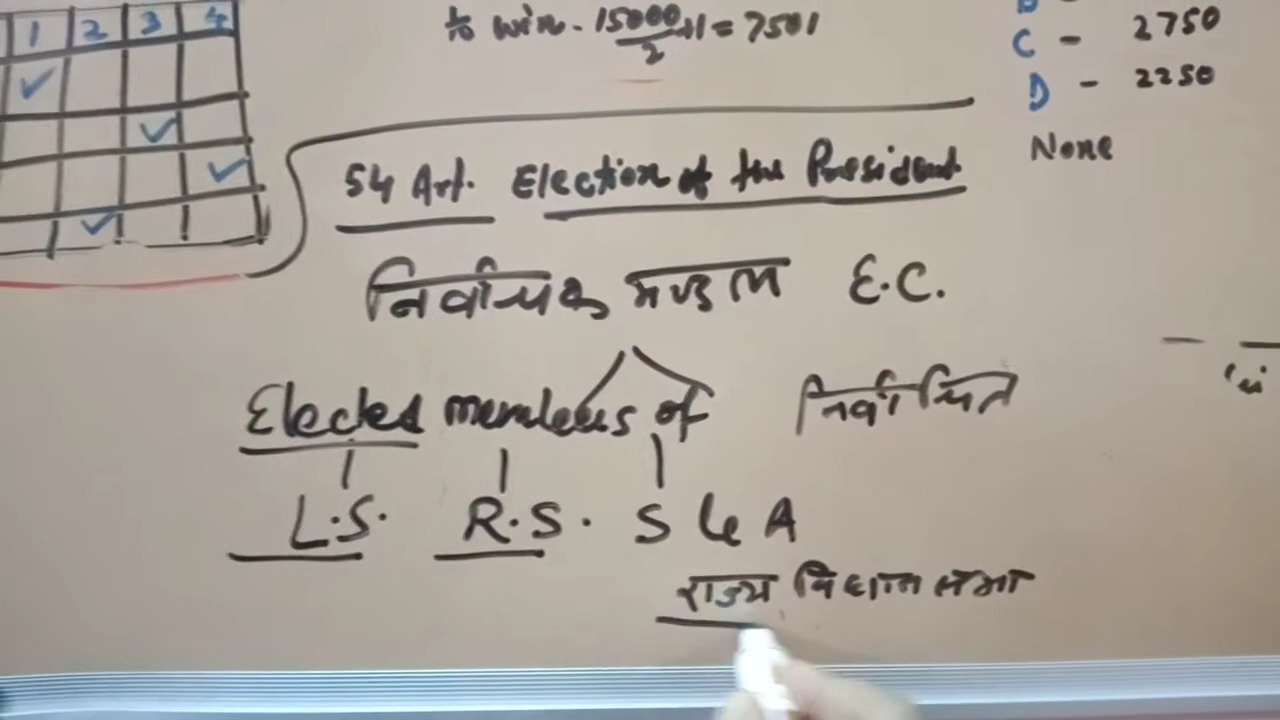 1 2 3 4
to win - 15000/2 +1 = 7501
C - 2750
D - 2250
None
54 Art. Election of the President
निर्वाचक मण्डल E.C.
Elected members of निर्वाचित
L.S. R.S. S Le A
राज्य विधान सभा